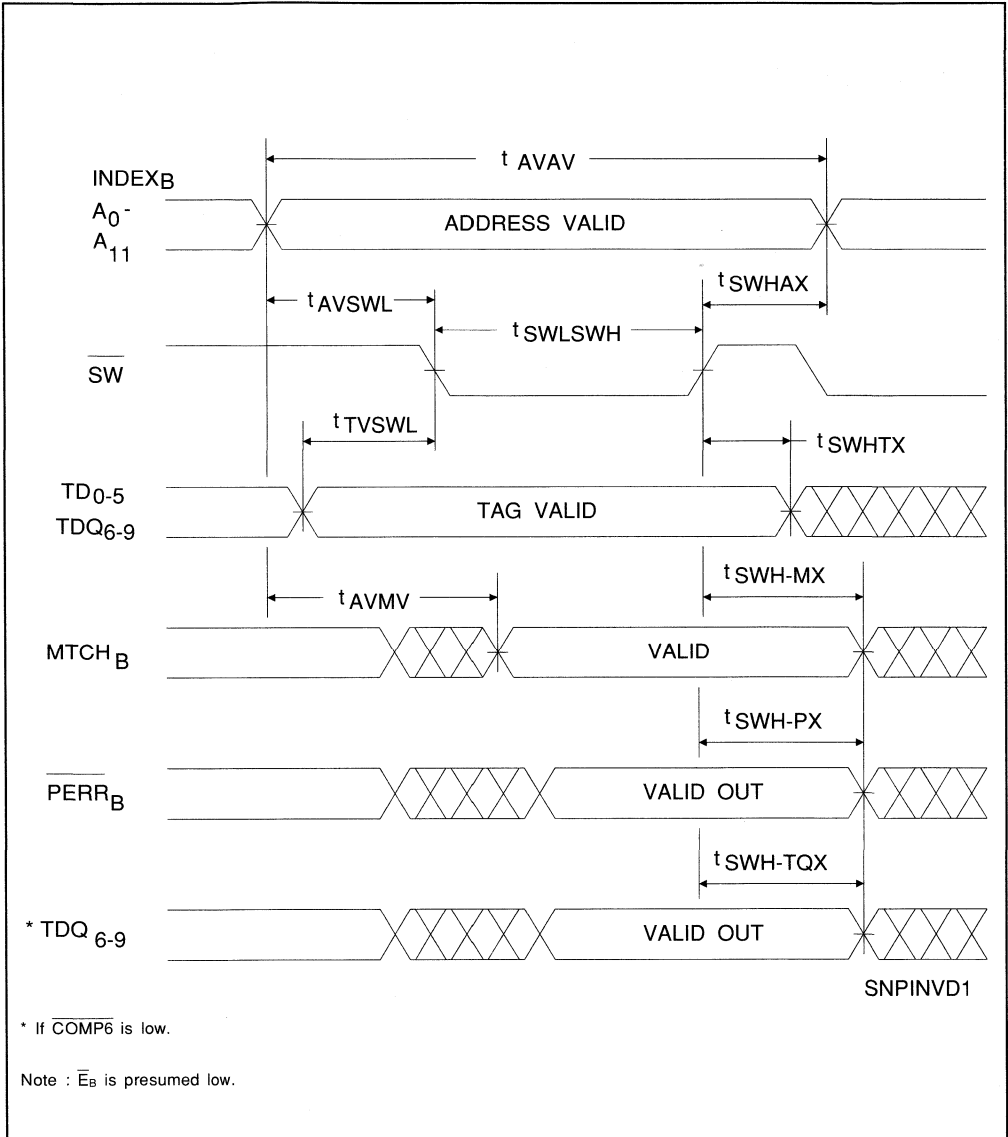 t AVAV
INDEXB
A0 -
A11
ADDRESS VALID
t SWHAX
t AVSWL
t SWLSWH
SW
t TVSWL
t SWHTX
TD0-5
TDQ6-9
TAG VALID
t SWH-MX
t AVMV
MTCH B
VALID
t SWH-PX
PERR B
VALID OUT
t SWH-TQX
* TDQ 6-9
VALID OUT
SNPINVD1
* If COMP6 is low.
Note : EB is presumed low.